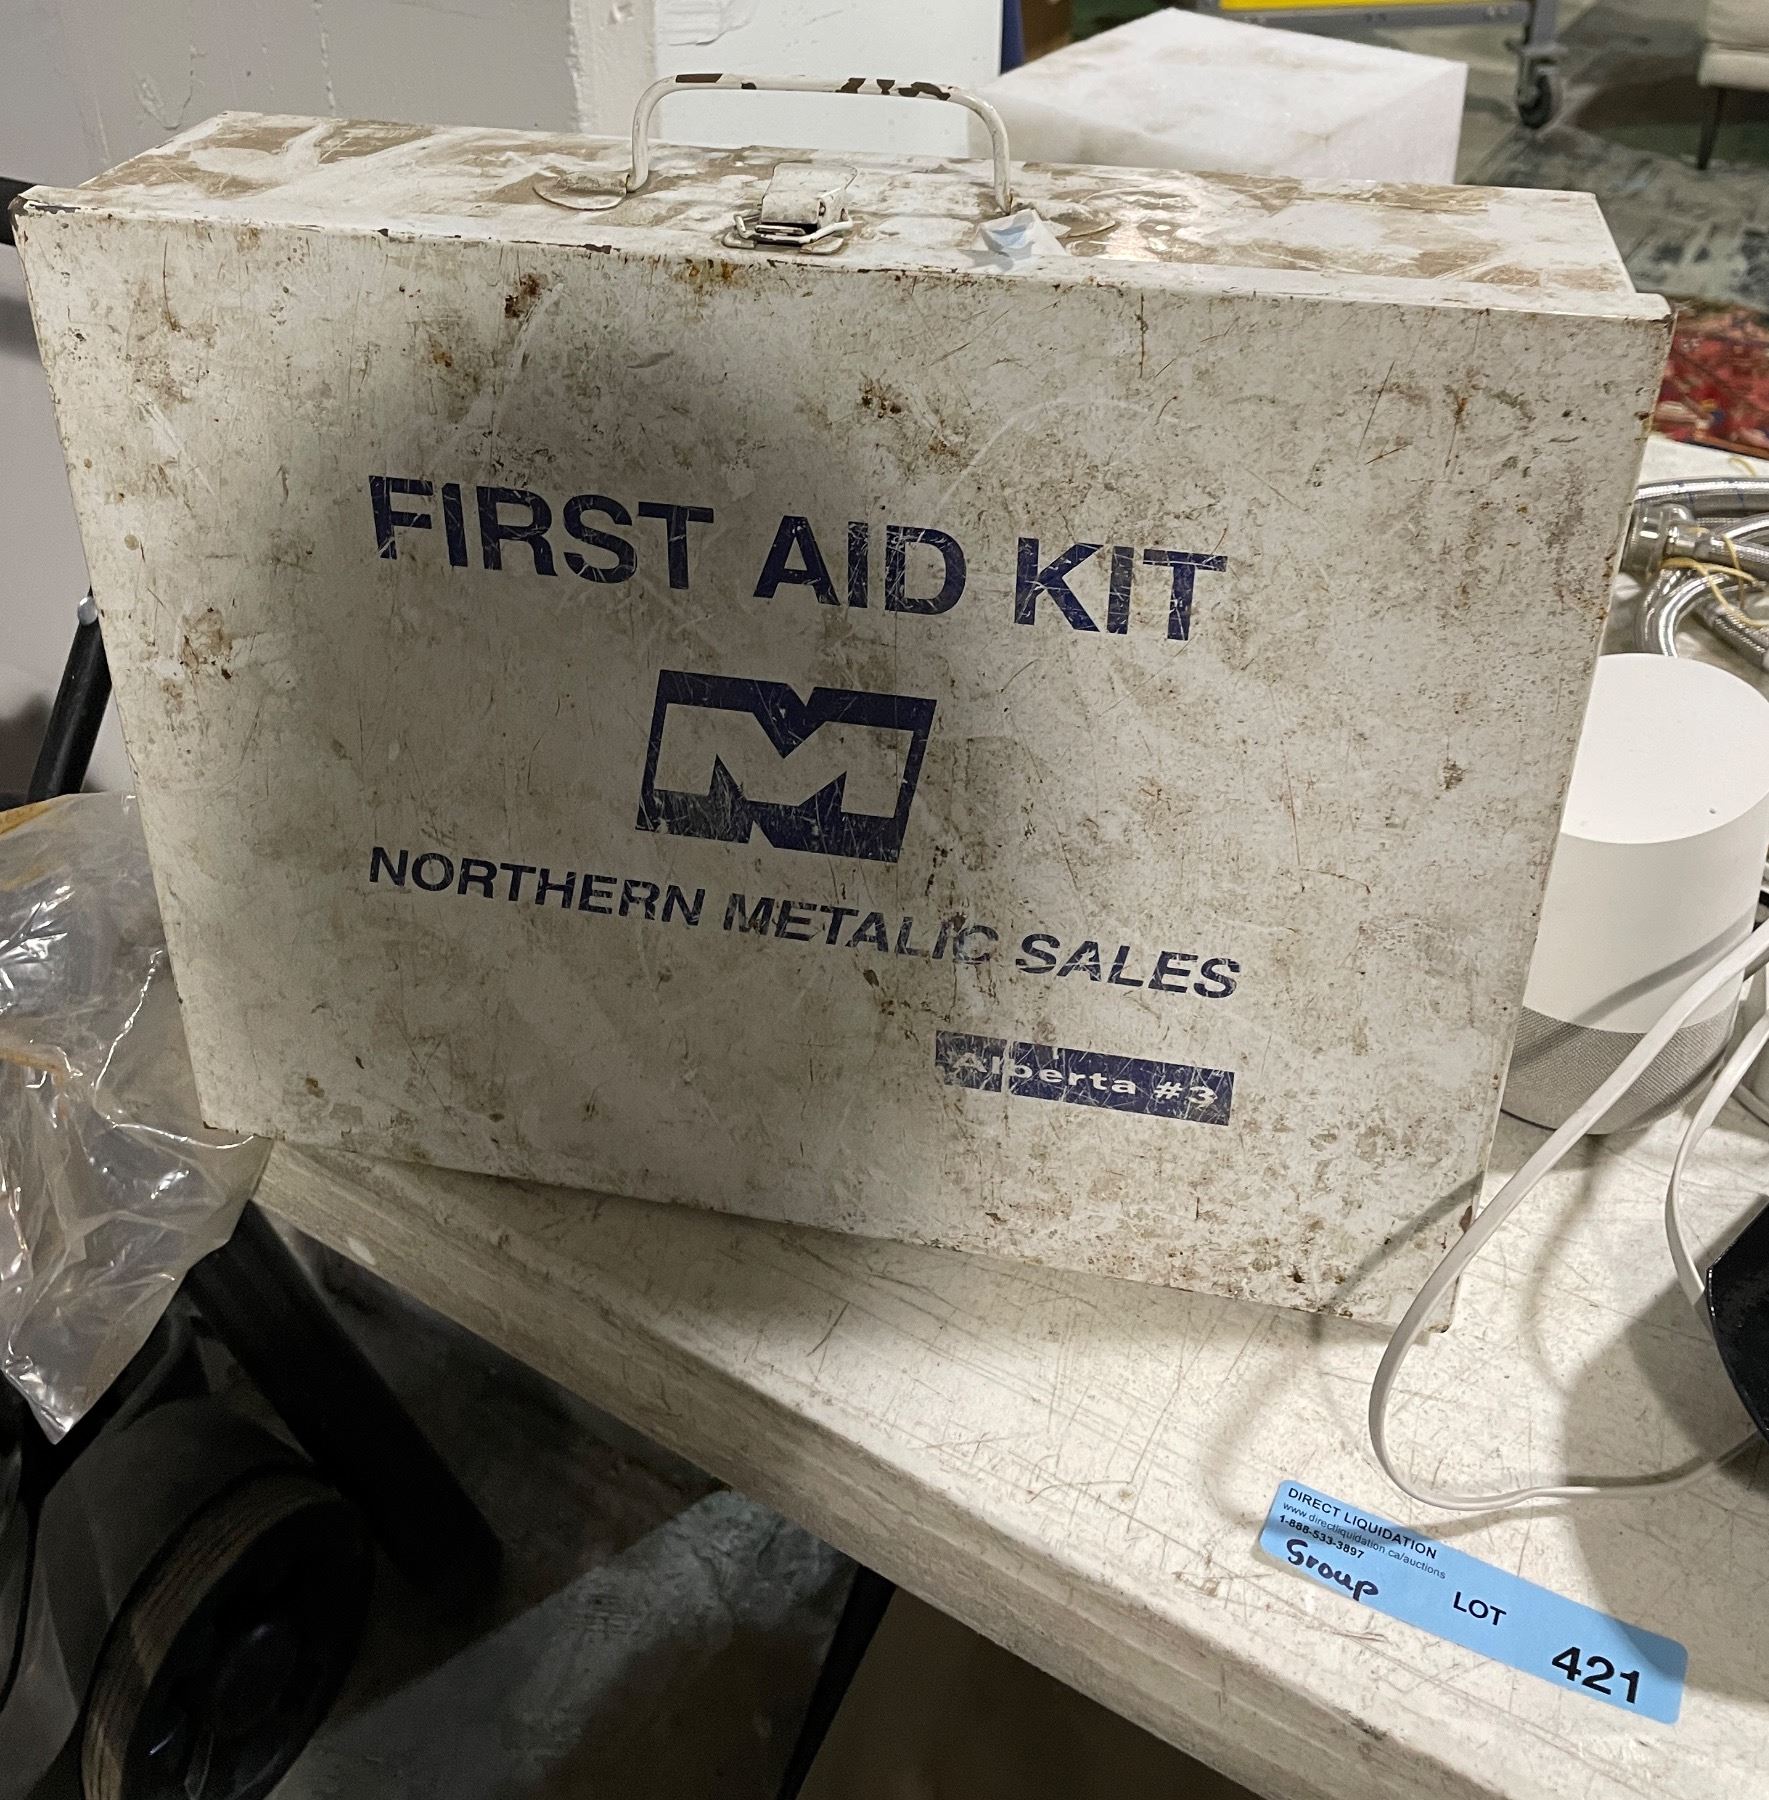 FIRST AID KIT
M
NORTHERN METALIC SALES
Alberta #3
DIRECT LIQUIDATION
www.directliquidation.ca/auctions
1-888-533-3897
Group
LOT
421